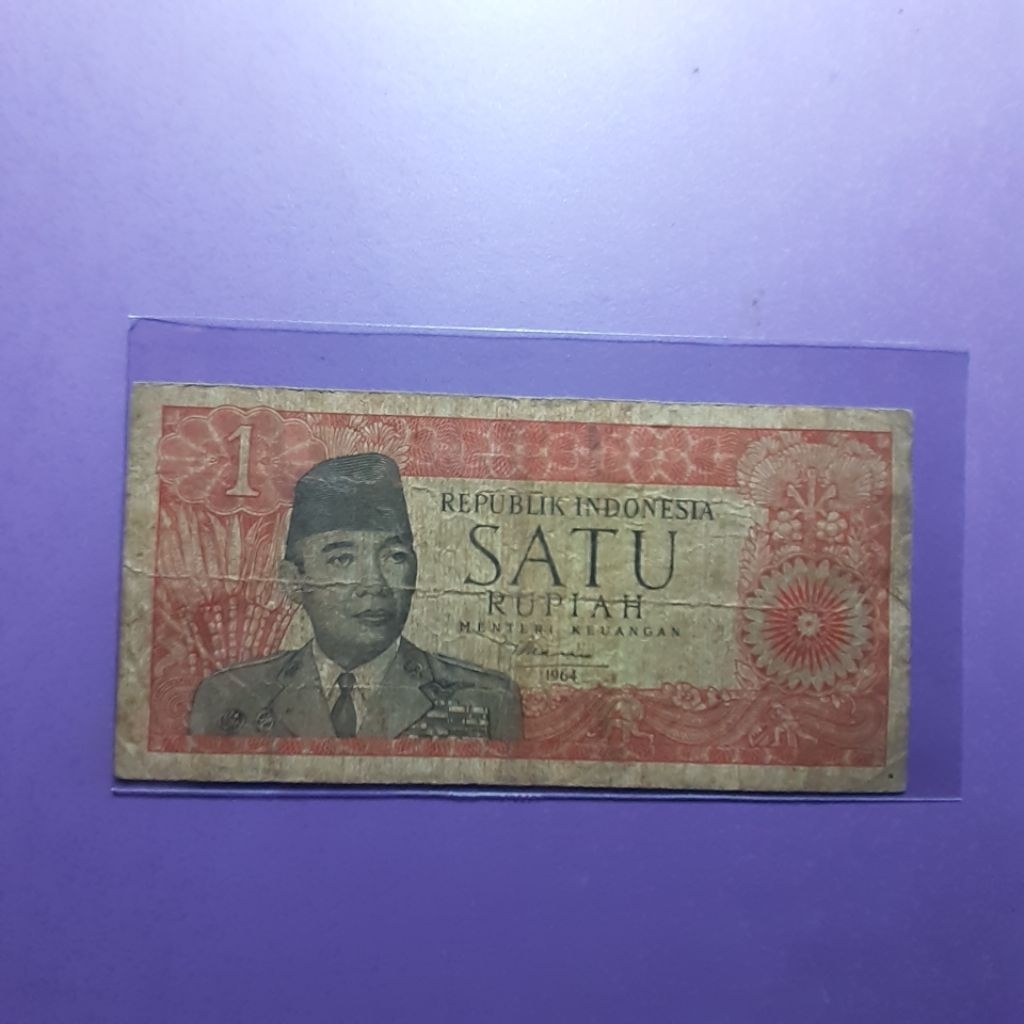 1
REPUBLIK INDONESIA
SATU
RUPIAH
MENTERI KEUANGAN
1964